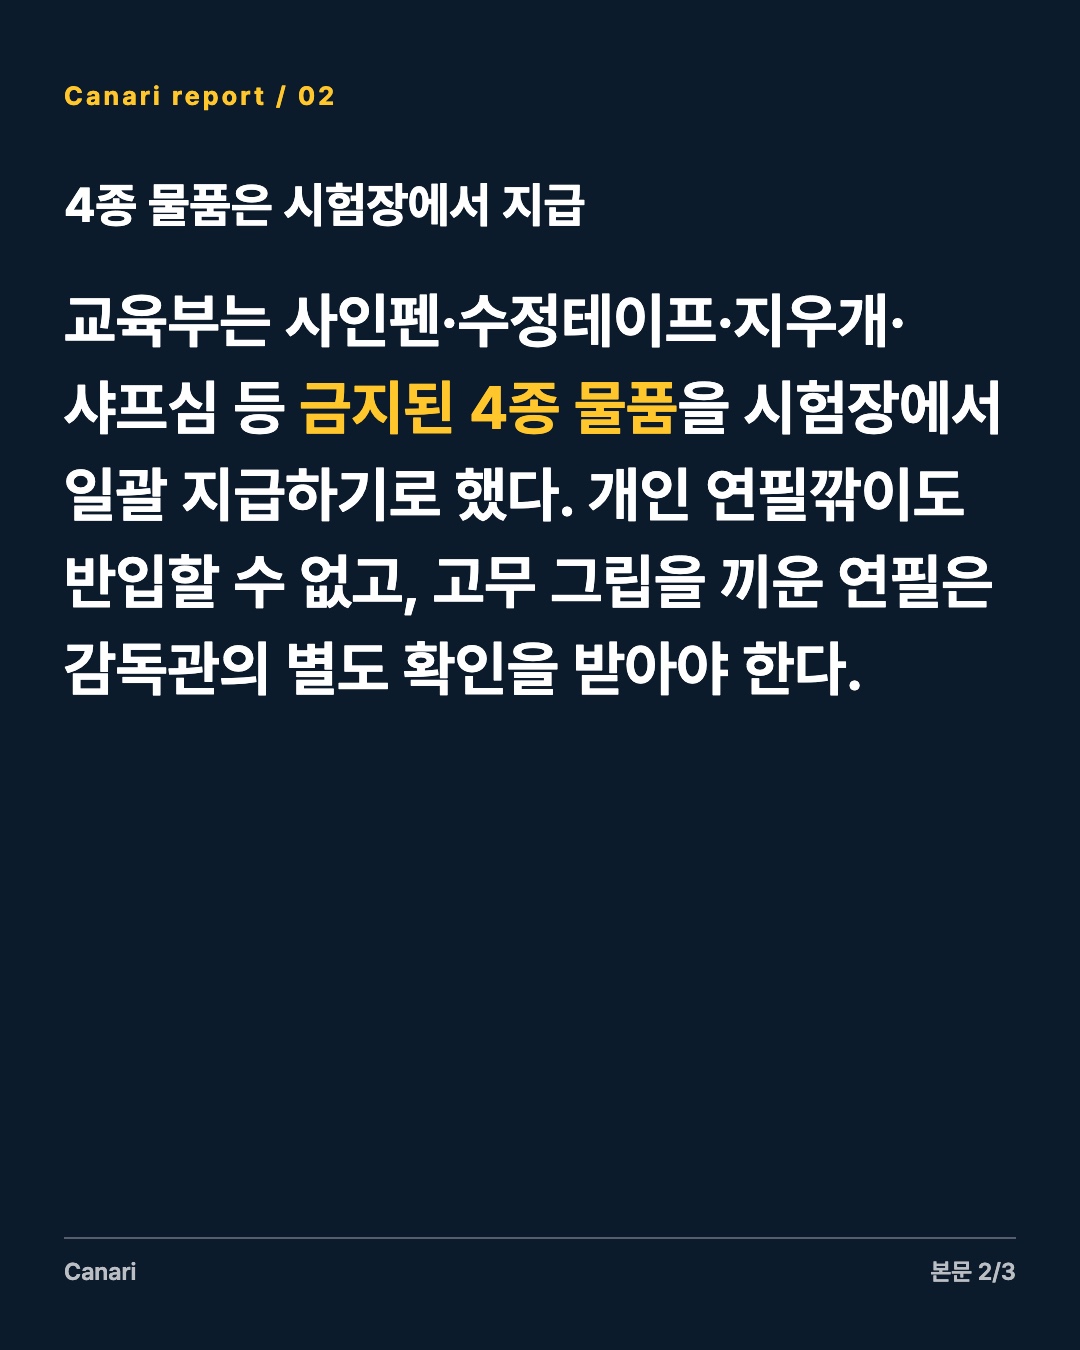 Canari report / 02
4종 물품은 시험장에서 지급
교육부는 사인펜·수정테이프·지우개·
샤프심 등 금지된 4종 물품을 시험장에서
일괄 지급하기로 했다. 개인 연필깎이도
반입할 수 없고, 고무 그립을 끼운 연필은
감독관의 별도 확인을 받아야 한다.
Canari
본문 2/3